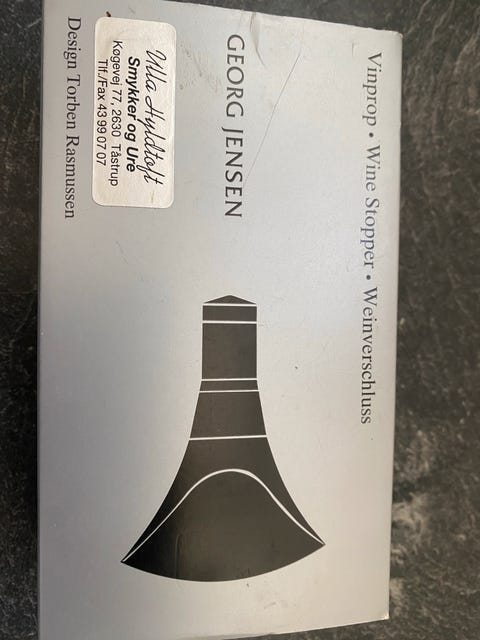 Vinprop • Wine Stopper • Weinverschluss
GEORG JENSEN
Ulla Hyldtoft
Smykker og Ure
Køgevej 77, 2630 Tåstrup
Tlf./Fax 43 99 07 07
Design Torben Rasmussen